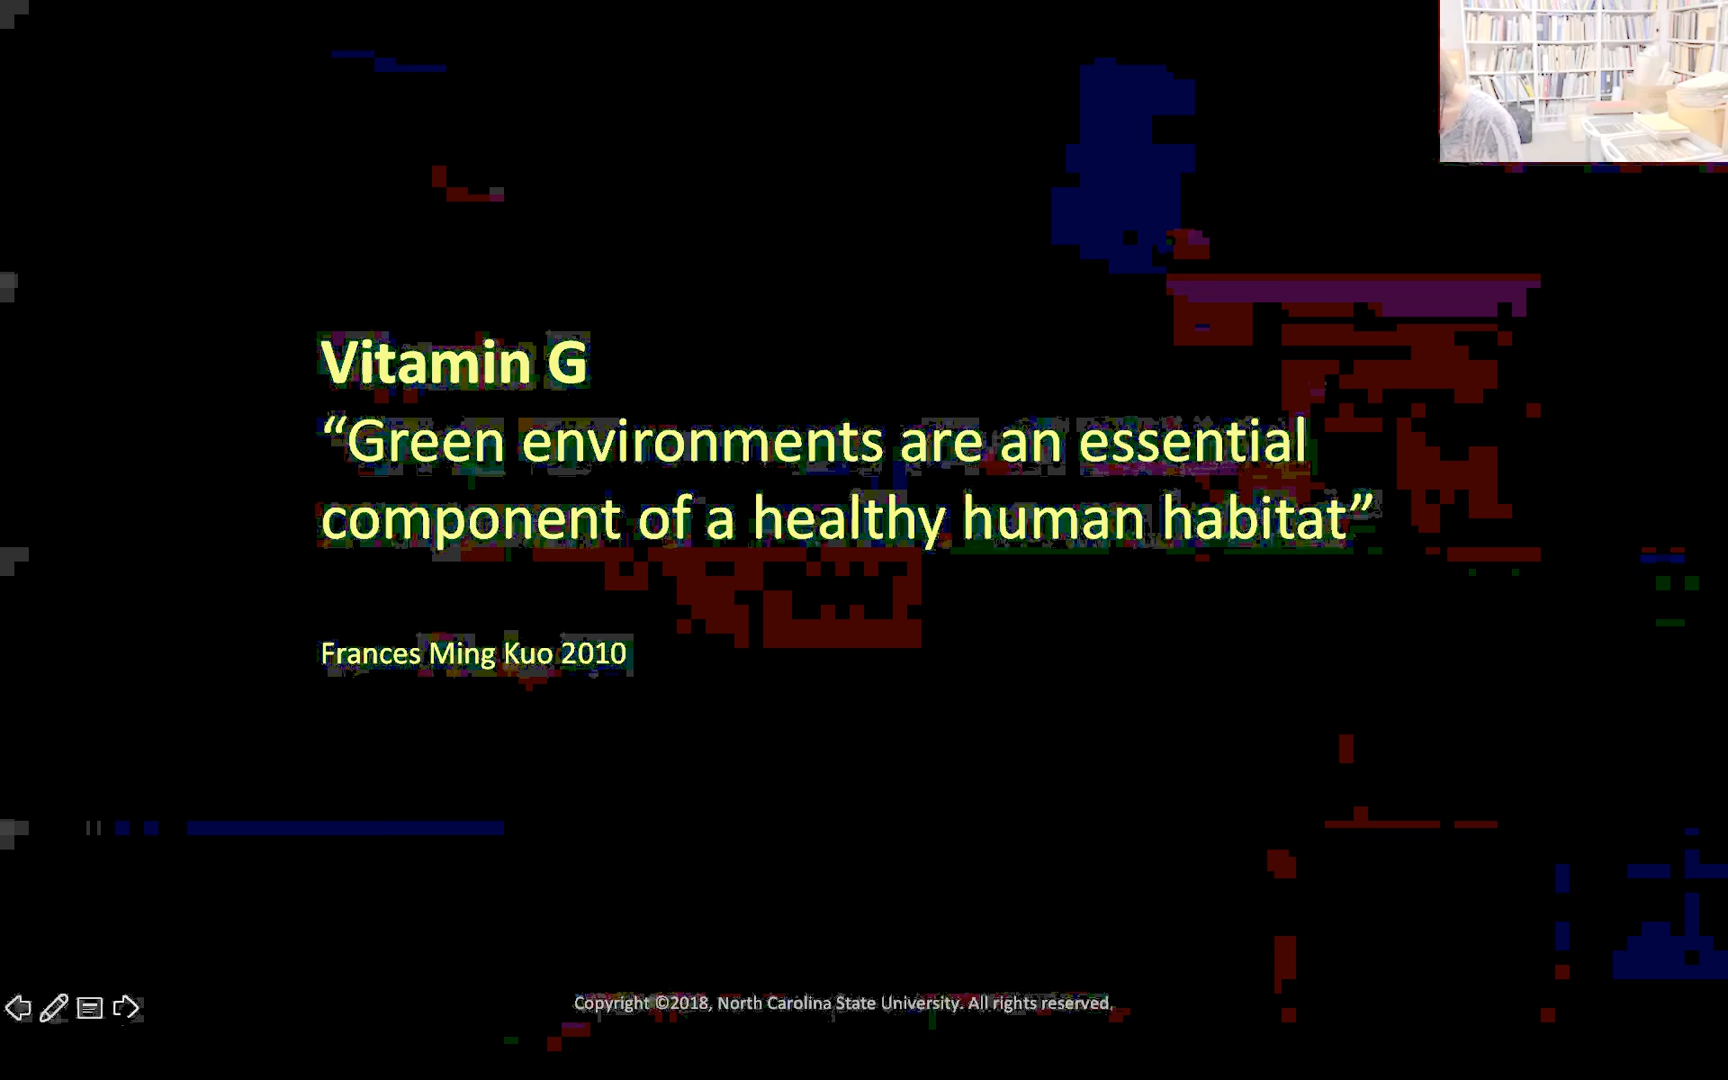 Vitamin G
“Green environments are an essential
component of a healthy human habitat”
Frances Ming Kuo 2010
Copyright ©2018, North Carolina State University. All rights reserved.